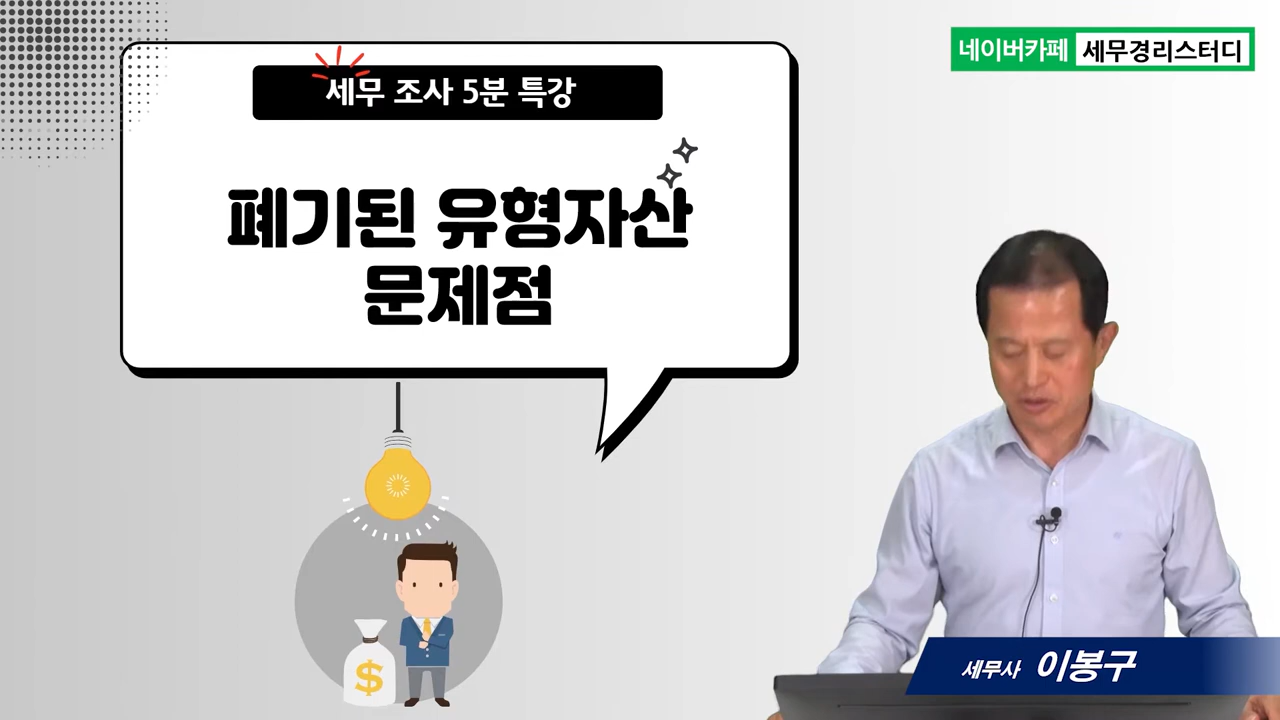 네이버카페 세무경리스터디
세무 조사 5분 특강
폐기된 유형자산
문제점
$
세무사 이봉구